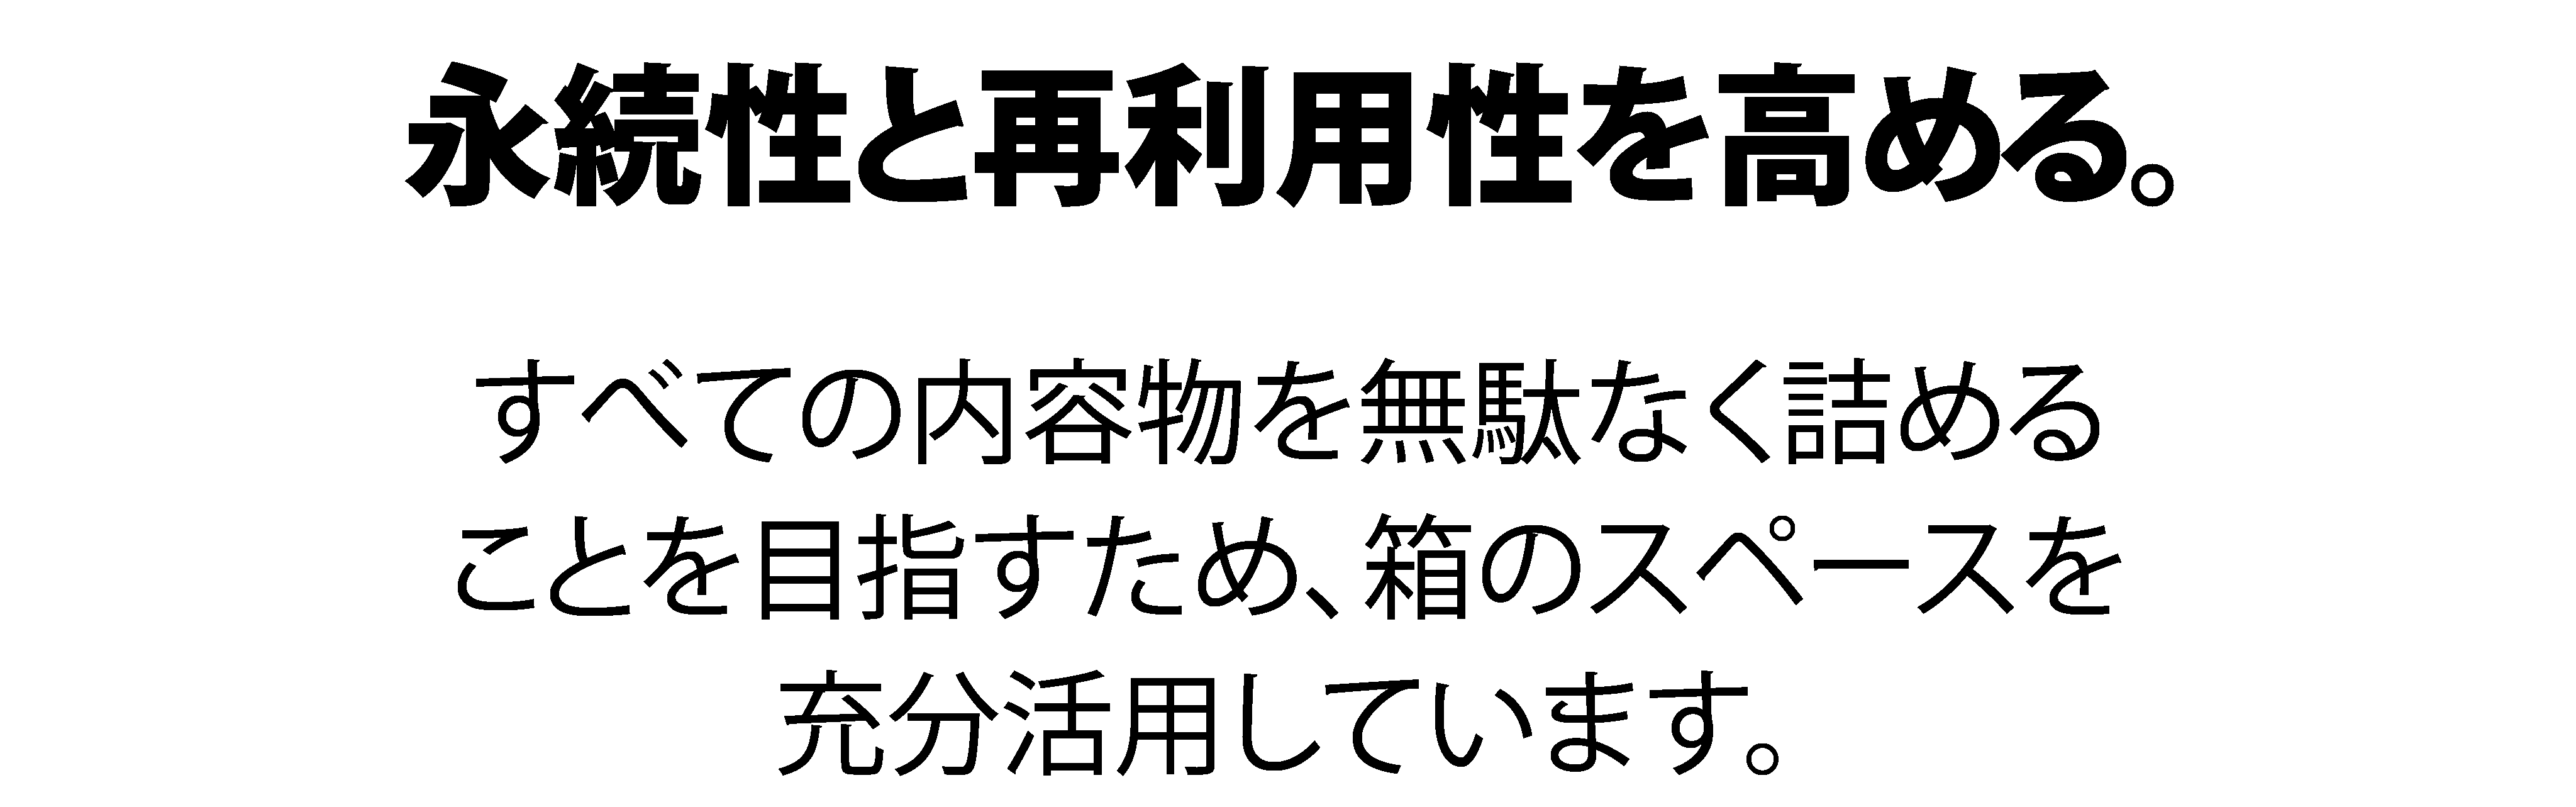 永続性と再利用性を高める。
すべての内容物を無駄なく詰める
ことを目指すため、箱のスペースを
充分活用しています。